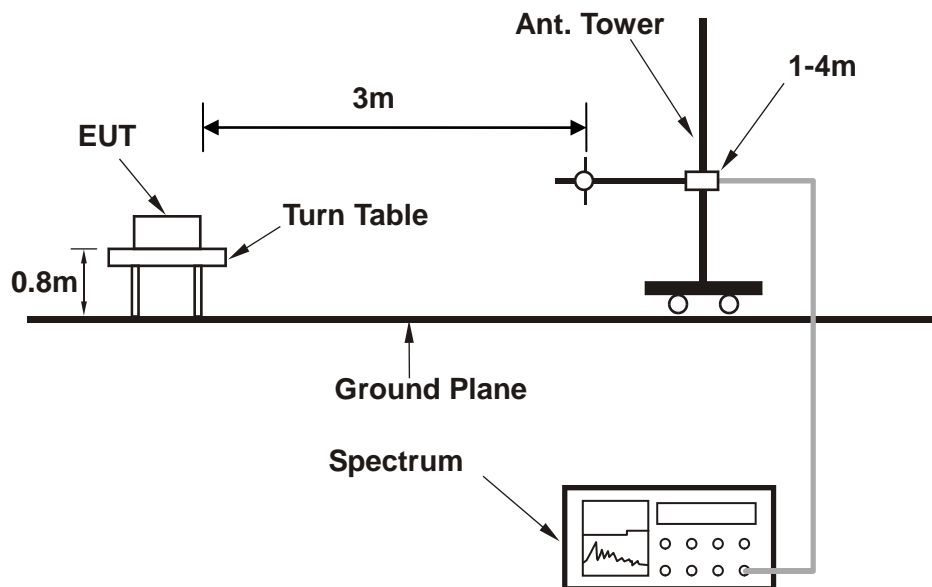 Ant. Tower
1-4m
3m
EUT
Turn Table
0.8m
Ground Plane
Spectrum